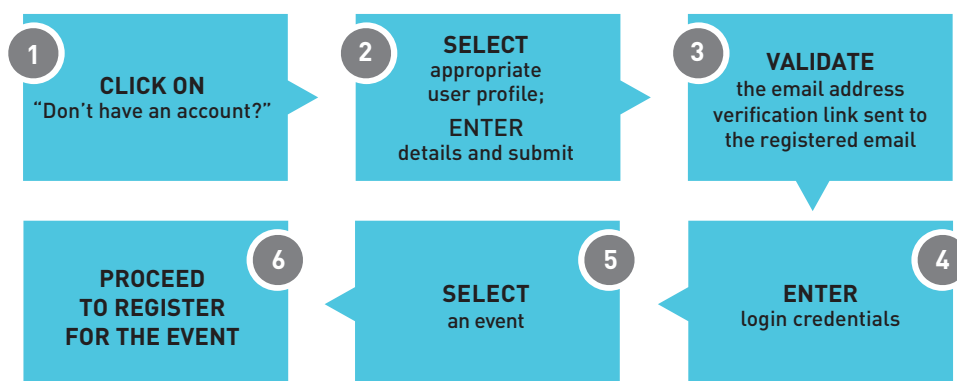 1
CLICK ON
“Don’t have an account?”
2
SELECT
appropriate
user profile;
ENTER
details and submit
3
VALIDATE
the email address
verification link sent to
the registered email
4
ENTER
login credentials
5
SELECT
an event
6
PROCEED
TO REGISTER
FOR THE EVENT